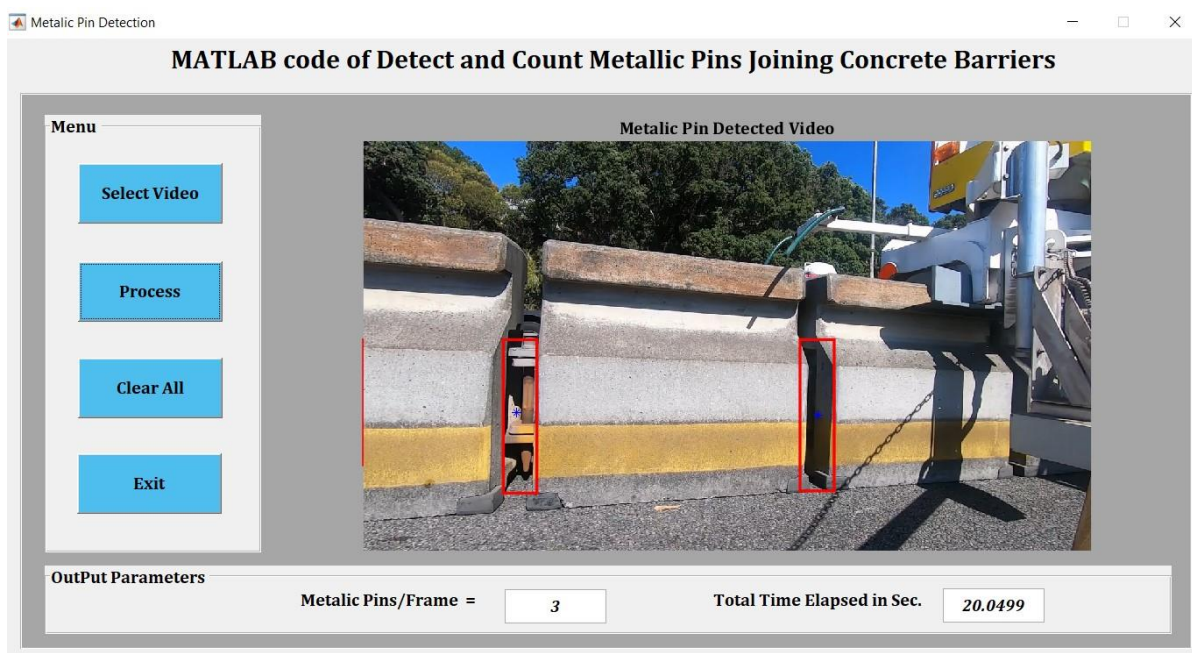 Metalic Pin Detection
MATLAB code of Detect and Count Metallic Pins Joining Concrete Barriers
Menu
Select Video
Process
Clear All
Exit
Metalic Pin Detected Video
OutPut Parameters
Metalic Pins/Frame = 3
Total Time Elapsed in Sec. 20.0499